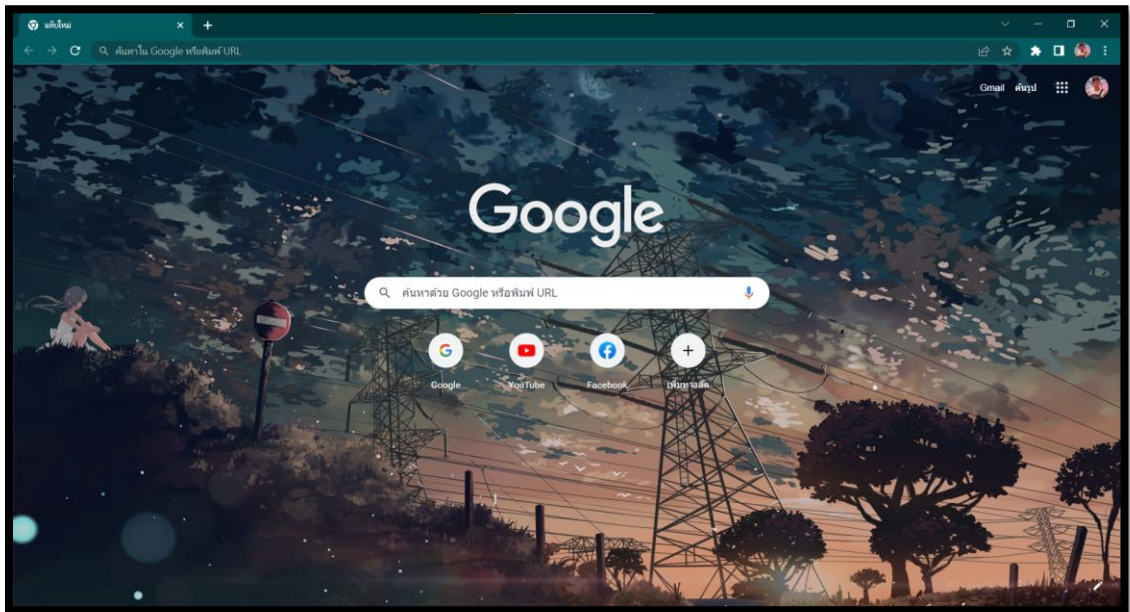 แท็บใหม่
ค้นหาใน Google หรือพิมพ์ URL
Gmail ค้นรูป
Google
ค้นหาด้วย Google หรือพิมพ์ URL
Google YouTube Facebook เพิ่มทางลัด